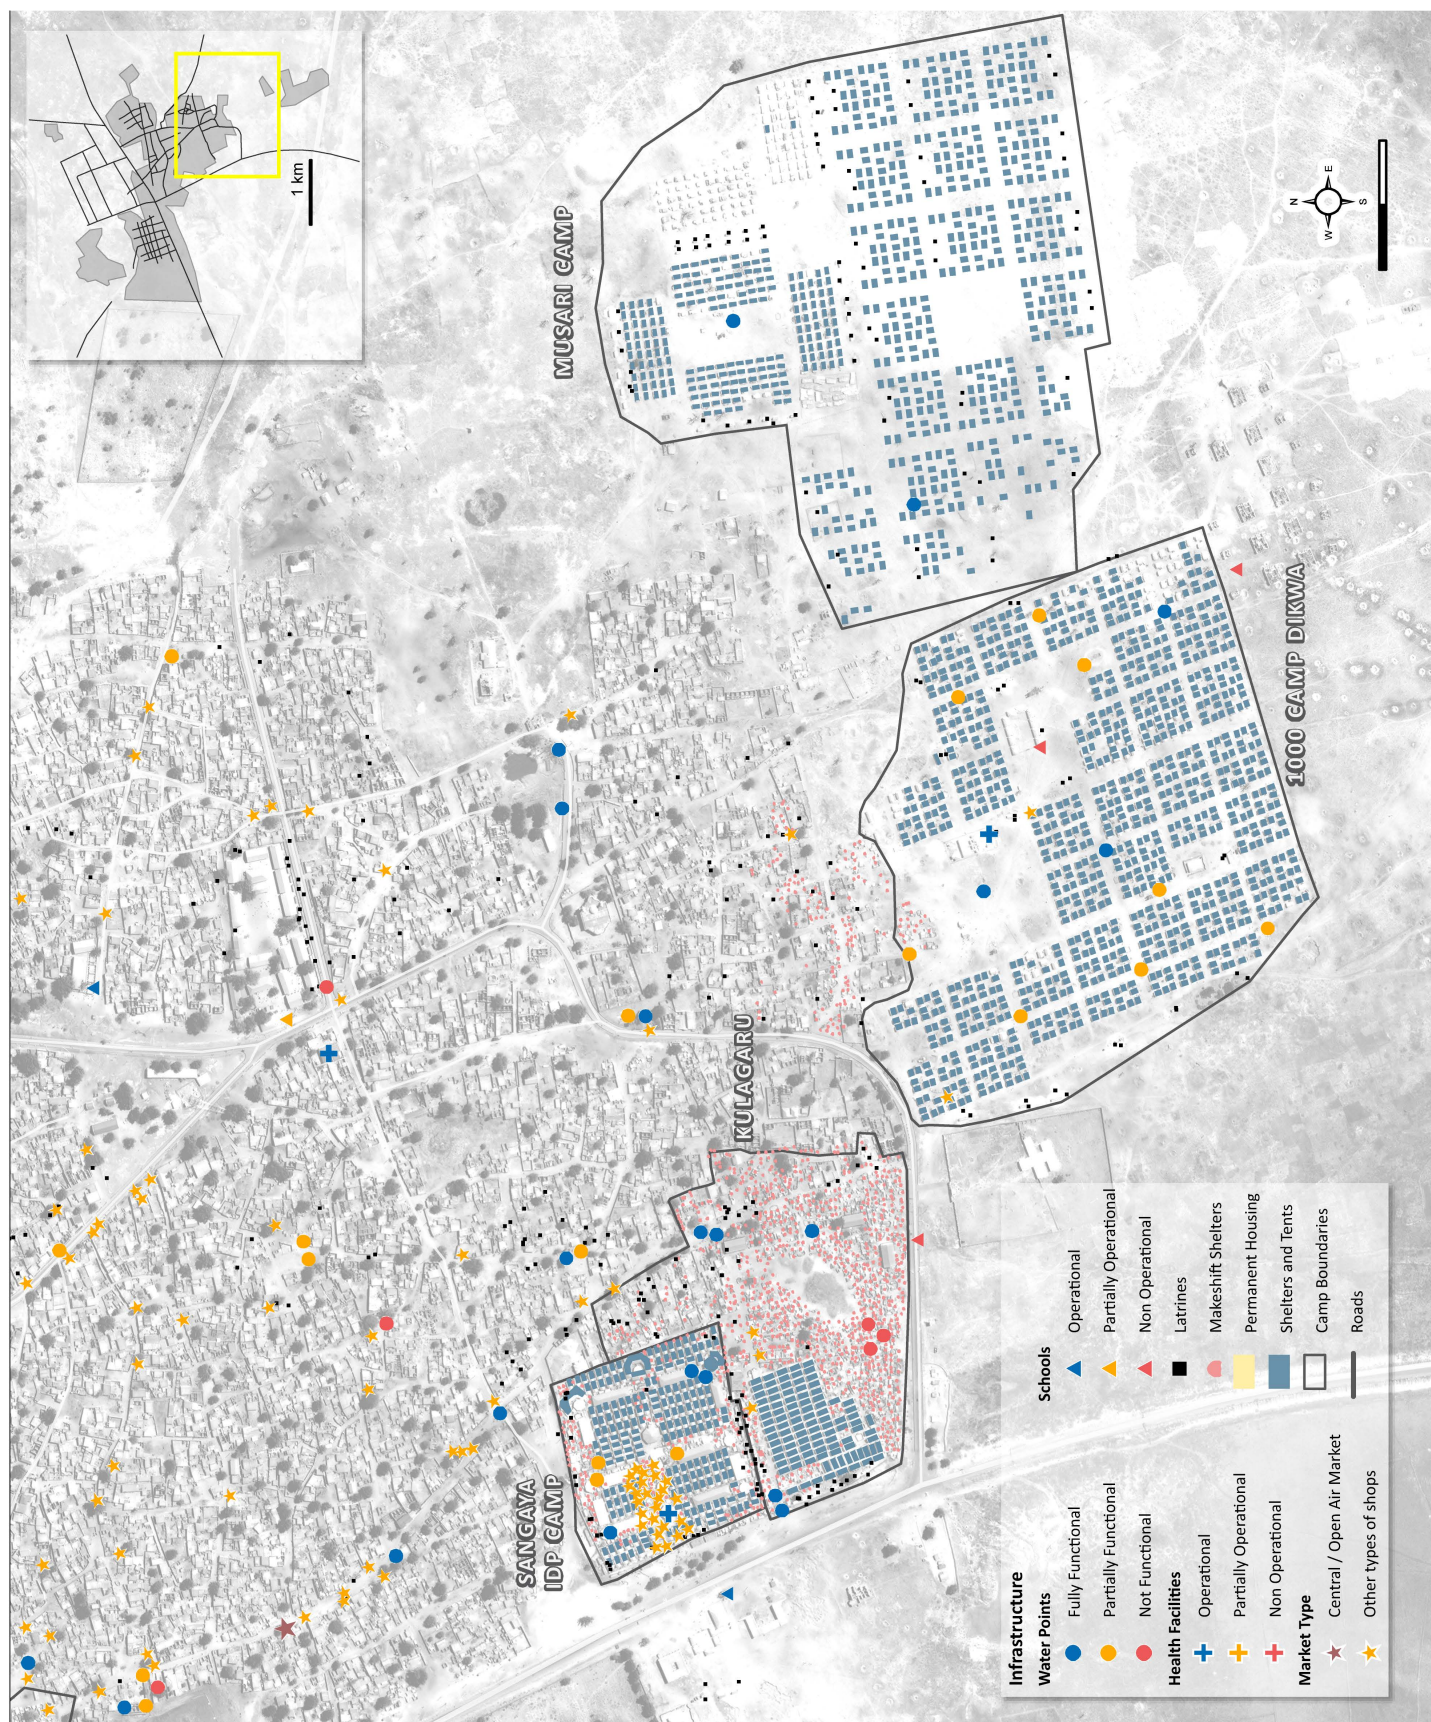 1 km
MUSARI CAMP
N
W
E
S
1000 CAMP DIKWA
KULAGARU
SANGAYA
IDP CAMP
Infrastructure
Water Points
Fully Functional
Partially Functional
Not Functional
Health Facilities
Operational
Partially Operational
Non Operational
Market Type
Central / Open Air Market
Other types of shops
Schools
Operational
Partially Operational
Non Operational
Latrines
Makeshift Shelters
Permanent Housing
Shelters and Tents
Camp Boundaries
Roads